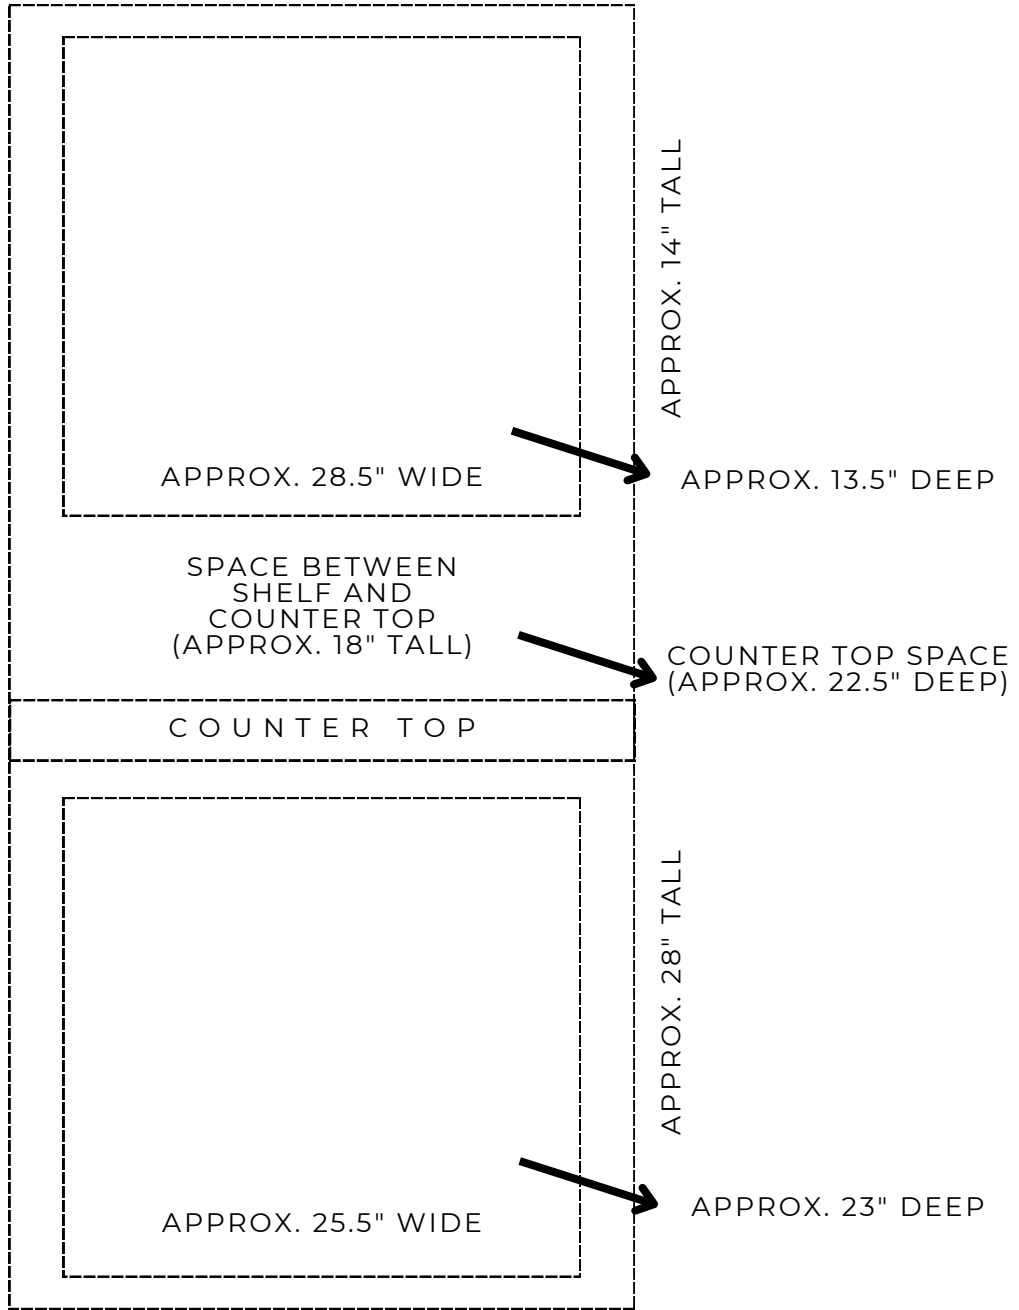 APPROX. 14" TALL
APPROX. 28.5" WIDE
APPROX. 13.5" DEEP
SPACE BETWEEN
SHELF AND
COUNTER TOP
(APPROX. 18" TALL)
COUNTER TOP SPACE
(APPROX. 22.5" DEEP)
COUNTER TOP
APPROX. 28" TALL
APPROX. 23" DEEP
APPROX. 25.5" WIDE